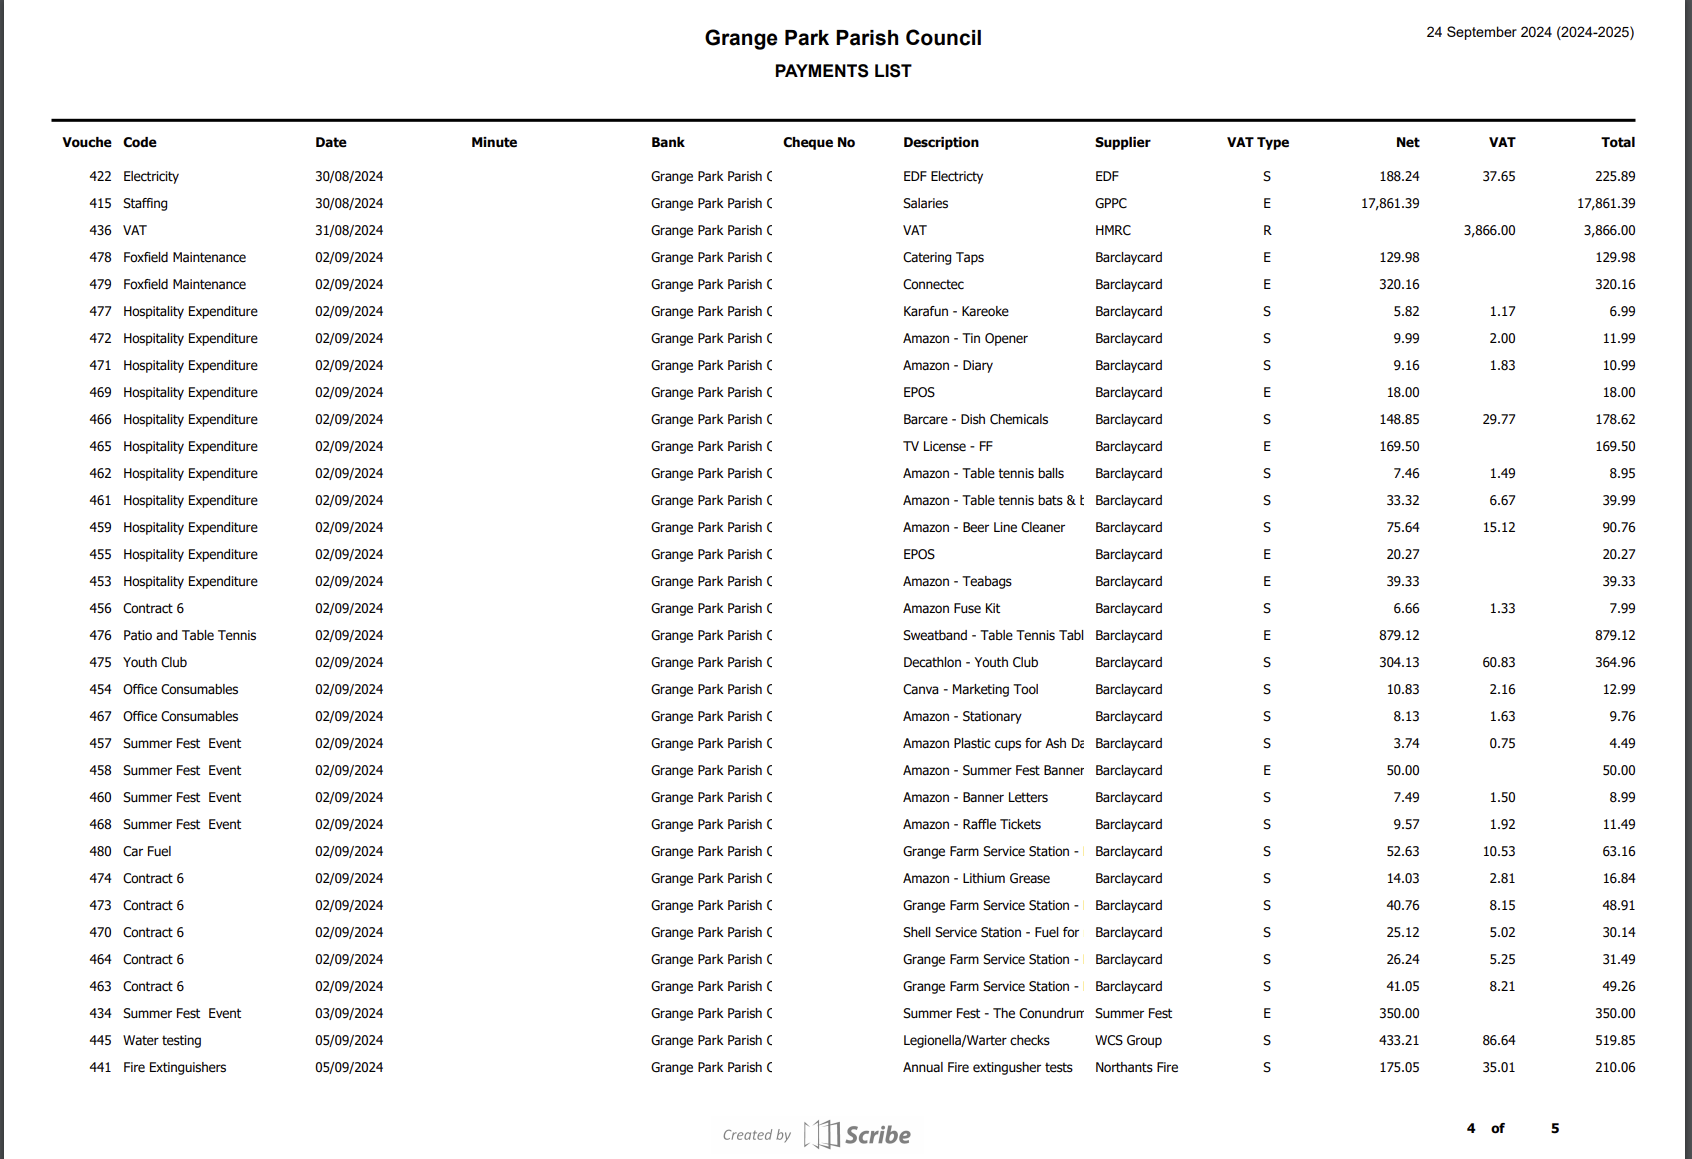 Grange Park Parish Council
24 September 2024 (2024-2025)
PAYMENTS LIST
Vouche Code Date Minute Bank Cheque No Description Supplier VAT Type Net VAT Total
422 Electricity 30/08/2024 Grange Park Parish C EDF Electricty EDF S 188.24 37.65 225.89
415 Staffing 30/08/2024 Grange Park Parish C Salaries GPPC E 17,861.39 17,861.39
436 VAT 31/08/2024 Grange Park Parish C VAT HMRC R 3,866.00 3,866.00
478 Foxfield Maintenance 02/09/2024 Grange Park Parish C Catering Taps Barclaycard E 129.98 129.98
479 Foxfield Maintenance 02/09/2024 Grange Park Parish C Connectec Barclaycard E 320.16 320.16
477 Hospitality Expenditure 02/09/2024 Grange Park Parish C Karafun - Kareoke Barclaycard S 5.82 1.17 6.99
472 Hospitality Expenditure 02/09/2024 Grange Park Parish C Amazon - Tin Opener Barclaycard S 9.99 2.00 11.99
471 Hospitality Expenditure 02/09/2024 Grange Park Parish C Amazon - Diary Barclaycard S 9.16 1.83 10.99
469 Hospitality Expenditure 02/09/2024 Grange Park Parish C EPOS Barclaycard E 18.00 18.00
466 Hospitality Expenditure 02/09/2024 Grange Park Parish C Barcare - Dish Chemicals Barclaycard S 148.85 29.77 178.62
465 Hospitality Expenditure 02/09/2024 Grange Park Parish C TV License - FF Barclaycard E 169.50 169.50
462 Hospitality Expenditure 02/09/2024 Grange Park Parish C Amazon - Table tennis balls Barclaycard S 7.46 1.49 8.95
461 Hospitality Expenditure 02/09/2024 Grange Park Parish C Amazon - Table tennis bats & b Barclaycard S 33.32 6.67 39.99
459 Hospitality Expenditure 02/09/2024 Grange Park Parish C Amazon - Beer Line Cleaner Barclaycard S 75.64 15.12 90.76
455 Hospitality Expenditure 02/09/2024 Grange Park Parish C EPOS Barclaycard E 20.27 20.27
453 Hospitality Expenditure 02/09/2024 Grange Park Parish C Amazon - Teabags Barclaycard E 39.33 39.33
456 Contract 6 02/09/2024 Grange Park Parish C Amazon Fuse Kit Barclaycard S 6.66 1.33 7.99
476 Patio and Table Tennis 02/09/2024 Grange Park Parish C Sweatband - Table Tennis Tabl Barclaycard E 879.12 879.12
475 Youth Club 02/09/2024 Grange Park Parish C Decathlon - Youth Club Barclaycard S 304.13 60.83 364.96
454 Office Consumables 02/09/2024 Grange Park Parish C Canva - Marketing Tool Barclaycard S 10.83 2.16 12.99
467 Office Consumables 02/09/2024 Grange Park Parish C Amazon - Stationary Barclaycard S 8.13 1.63 9.76
457 Summer Fest Event 02/09/2024 Grange Park Parish C Amazon Plastic cups for Ash Da Barclaycard S 3.74 0.75 4.49
458 Summer Fest Event 02/09/2024 Grange Park Parish C Amazon - Summer Fest Banner Barclaycard E 50.00 50.00
460 Summer Fest Event 02/09/2024 Grange Park Parish C Amazon - Banner Letters Barclaycard S 7.49 1.50 8.99
468 Summer Fest Event 02/09/2024 Grange Park Parish C Amazon - Raffle Tickets Barclaycard S 9.57 1.92 11.49
480 Car Fuel 02/09/2024 Grange Park Parish C Grange Farm Service Station - Barclaycard S 52.63 10.53 63.16
474 Contract 6 02/09/2024 Grange Park Parish C Amazon - Lithium Grease Barclaycard S 14.03 2.81 16.84
473 Contract 6 02/09/2024 Grange Park Parish C Grange Farm Service Station - Barclaycard S 40.76 8.15 48.91
470 Contract 6 02/09/2024 Grange Park Parish C Shell Service Station - Fuel for Barclaycard S 25.12 5.02 30.14
464 Contract 6 02/09/2024 Grange Park Parish C Grange Farm Service Station - Barclaycard S 26.24 5.25 31.49
463 Contract 6 02/09/2024 Grange Park Parish C Grange Farm Service Station - Barclaycard S 41.05 8.21 49.26
434 Summer Fest Event 03/09/2024 Grange Park Parish C Summer Fest - The Conundrum Summer Fest E 350.00 350.00
445 Water testing 05/09/2024 Grange Park Parish C Legionella/Warter checks WCS Group S 433.21 86.64 519.85
441 Fire Extinguishers 05/09/2024 Grange Park Parish C Annual Fire extingusher tests Northants Fire S 175.05 35.01 210.06
Created by Scribe
4 of 5